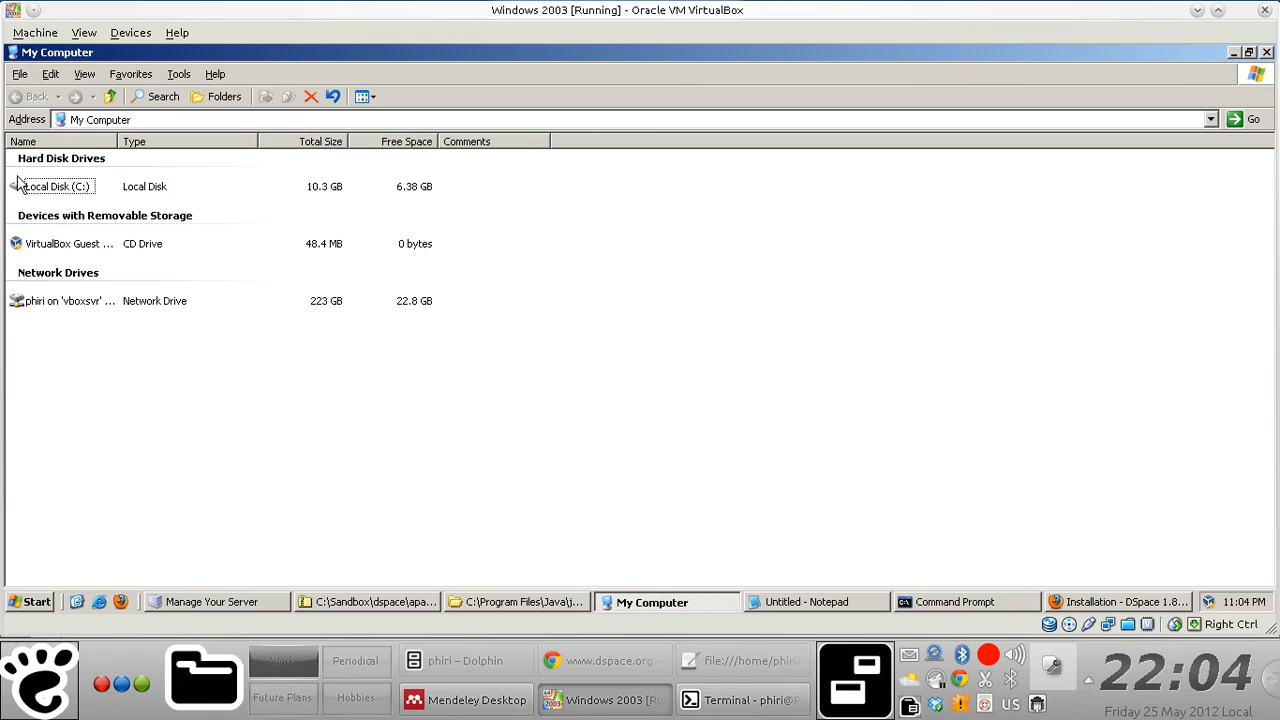 Windows 2003 [Running] - Oracle VM VirtualBox
Machine View Devices Help
My Computer
File Edit View Favorites Tools Help
Back Search Folders
Address My Computer Go
Name Type Total Size Free Space Comments
Hard Disk Drives
Local Disk (C:) Local Disk 10.3 GB 6.38 GB
Devices with Removable Storage
VirtualBox Guest ... CD Drive 48.4 MB 0 bytes
Network Drives
phiri on 'vboxsvr' ... Network Drive 223 GB 22.8 GB
Start Manage Your Server C:\Sandbox\dspace\apa... C:\Program Files\Java\j... My Computer Untitled - Notepad Command Prompt Installation - DSpace 1.8... 11:04 PM
Right Ctrl
Work Periodical phiri – Dolphin www.dspace.org - file:///home/phiri/
Future Plans Hobbies Mendeley Desktop Windows 2003 [Ru Terminal - phiri@F
US
22:04
Friday 25 May 2012 Local